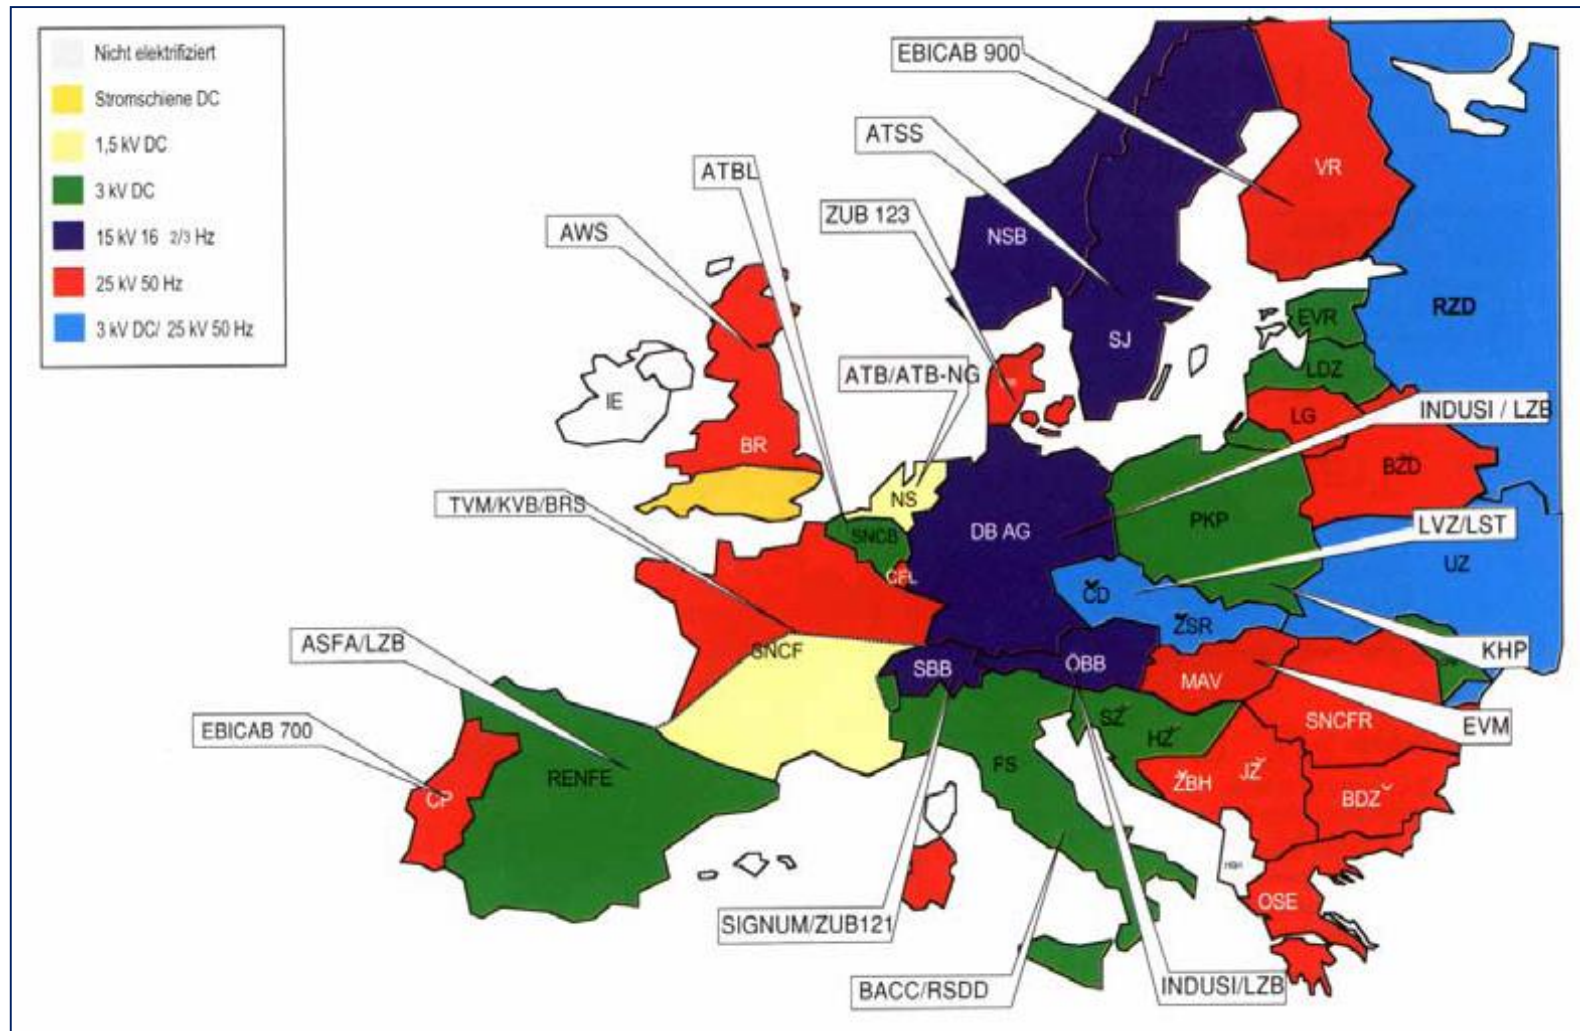 Nicht elektrifiziert
Stromschiene DC
1,5 kV DC
3 kV DC
15 kV 16 2/3 Hz
25 kV 50 Hz
3 kV DC/ 25 kV 50 Hz
EBICAB 900
ATSS
ATBL
ZUB 123
AWS
VR
NSB
RZD
EVR
SJ
ATB/ATB-NG
LDZ
IE
INDUSI / LZB
LG
BR
BŽD
TVM/KVB/BRS
NS
PKP
LVZ/LST
DB AG
SNCB
UZ
CFL
ČD
ŽSR
ASFA/LZB
SNCF
KHP
SBB
ÖBB
MAV
EBICAB 700
SŽ
HŽ
SNCFR
EVM
FS
RENFE
ŽBH
JŽ
CP
BDZ
OSE
SIGNUM/ZUB121
BACC/RSDD
INDUSI/LZB